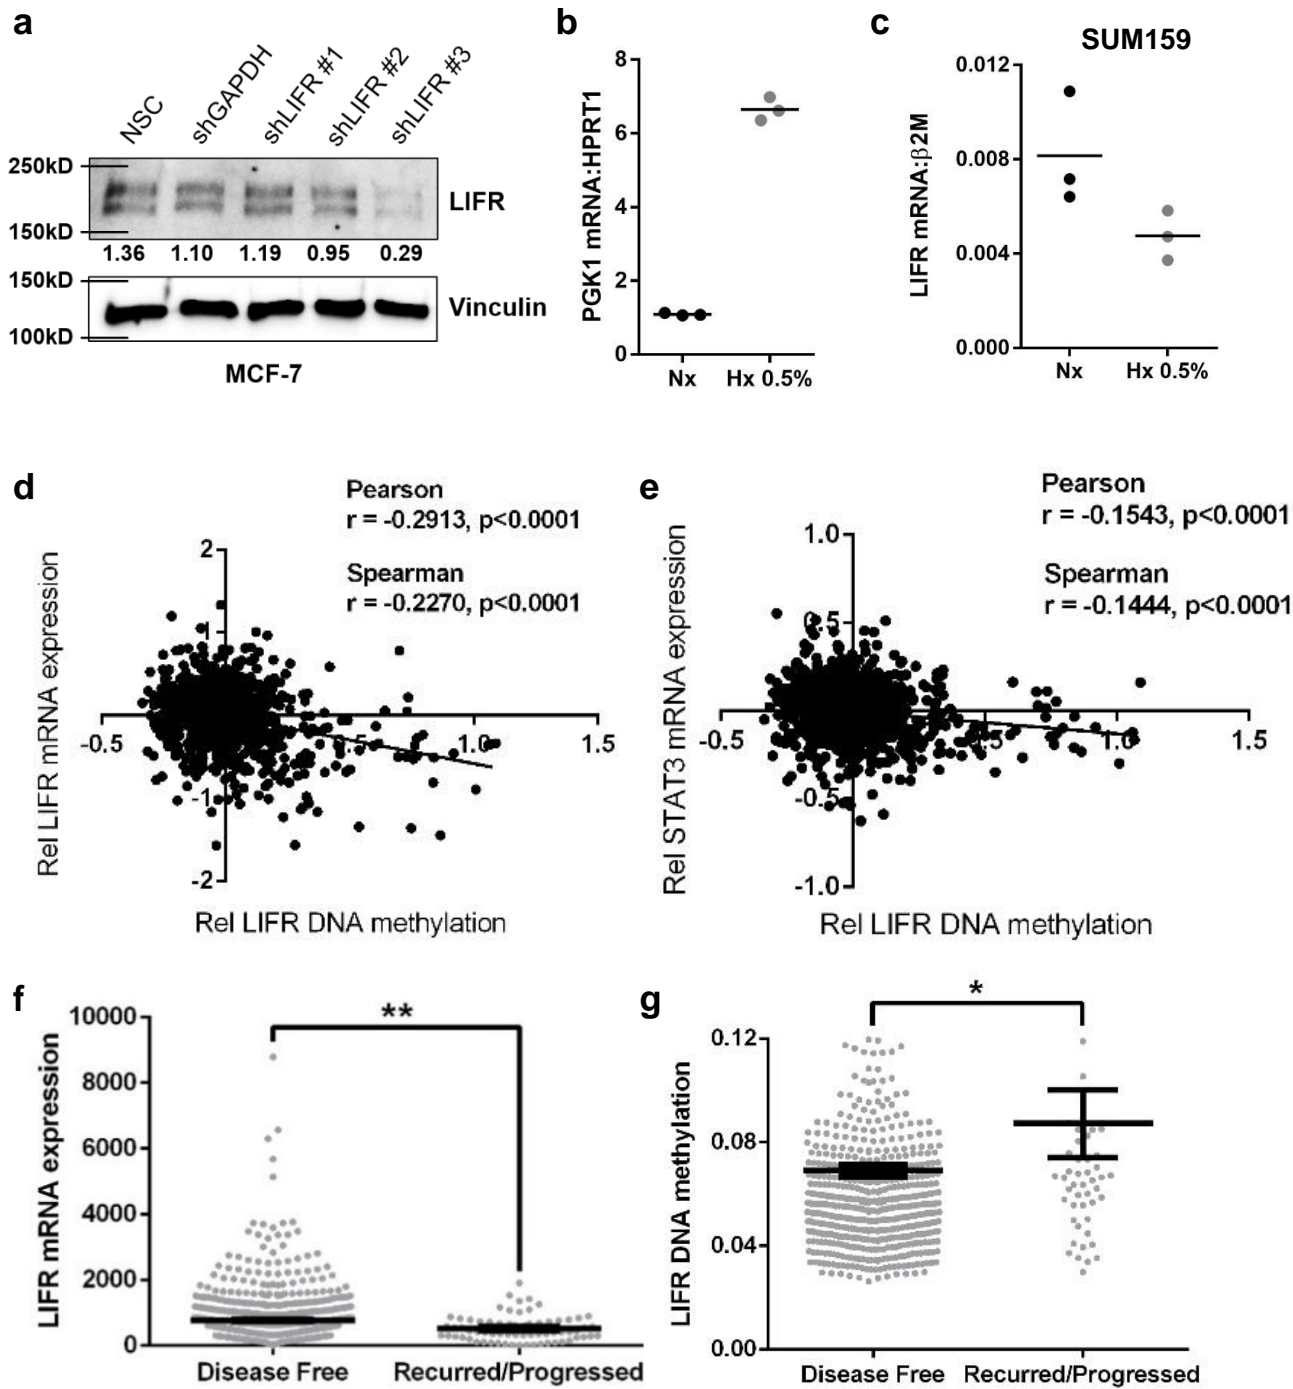 a
NSC
shGAPDH
shLIFR #1
shLIFR #2
shLIFR #3
250kD
LIFR
150kD
1.36 1.10 1.19 0.95 0.29
150kD
Vinculin
100kD
MCF-7
b
PGK1 mRNA:HPRT1
8
6
4
2
0
Nx Hx 0.5%
c
SUM159
LIFR mRNA:β2M
0.012
0.008
0.004
0.000
Nx Hx 0.5%
d
Pearson
r = -0.2913, p<0.0001
Spearman
r = -0.2270, p<0.0001
Rel LIFR mRNA expression
2
1
-0.5 1.0 1.5
-1
-2
Rel LIFR DNA methylation
e
Pearson
r = -0.1543, p<0.0001
Spearman
r = -0.1444, p<0.0001
Rel STAT3 mRNA expression
1.0
0.5
-0.5 1.0 1.5
-0.5
-1.0
Rel LIFR DNA methylation
f
**
LIFR mRNA expression
10000
8000
6000
4000
2000
0
Disease Free Recurred/Progressed
g
*
LIFR DNA methylation
0.12
0.08
0.04
0.00
Disease Free Recurred/Progressed